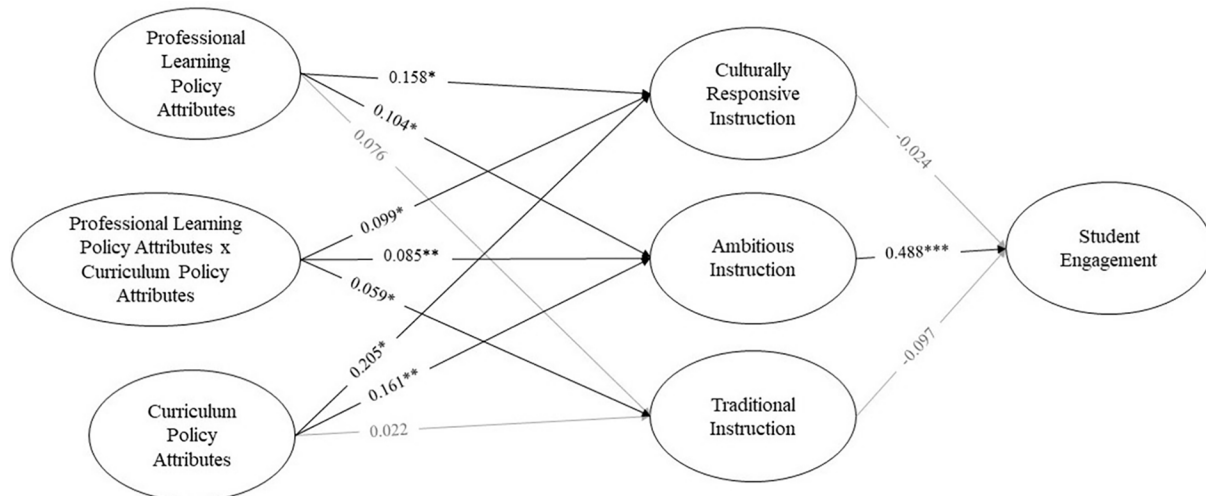 Professional
Learning
Policy
Attributes
0.158*
0.104*
0.076
Culturally
Responsive
Instruction
-0.024
Professional Learning
Policy Attributes x
Curriculum Policy
Attributes
0.099*
0.085**
0.059*
Ambitious
Instruction
0.488***
Student
Engagement
Curriculum
Policy
Attributes
0.205*
0.161**
0.022
Traditional
Instruction
-0.097